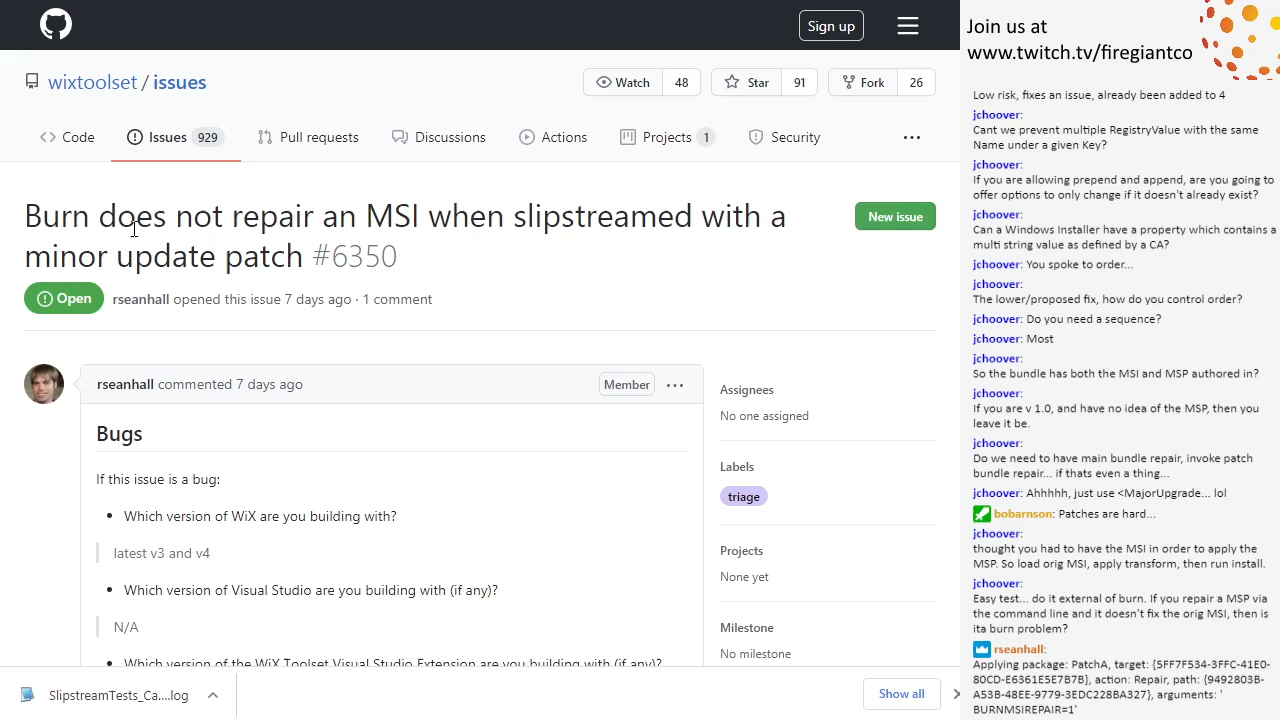 Sign up
wixtoolset / issues
Watch 48
Star 91
Fork 26
Code
Issues 929
Pull requests
Discussions
Actions
Projects 1
Security
Burn does not repair an MSI when slipstreamed with a
minor update patch #6350
New issue
Open
rseanhall opened this issue 7 days ago · 1 comment
rseanhall commented 7 days ago
Member
Bugs
If this issue is a bug:
• Which version of WiX are you building with?
latest v3 and v4
• Which version of Visual Studio are you building with (if any)?
N/A
• Which version of the WiX Toolset Visual Studio Extension are you building with (if any)?
Assignees
No one assigned
Labels
triage
Projects
None yet
Milestone
No milestone
SlipstreamTests_Ca....log
Show all
Join us at
www.twitch.tv/firegiantco
Low risk, fixes an issue, already been added to 4
jchoover:
Cant we prevent multiple RegistryValue with the same
Name under a given Key?
jchoover:
If you are allowing prepend and append, are you going to
offer options to only change if it doesn't already exist?
jchoover:
Can a Windows Installer have a property which contains a
multi string value as defined by a CA?
jchoover: You spoke to order...
jchoover:
The lower/proposed fix, how do you control order?
jchoover: Do you need a sequence?
jchoover: Most
jchoover:
So the bundle has both the MSI and MSP authored in?
jchoover:
If you are v 1.0, and have no idea of the MSP, then you
leave it be.
jchoover:
Do we need to have main bundle repair, invoke patch
bundle repair... if thats even a thing...
jchoover: Ahhhhh, just use <MajorUpgrade... lol
bobarnson: Patches are hard...
jchoover:
thought you had to have the MSI in order to apply the
MSP. So load orig MSI, apply transform, then run install.
jchoover:
Easy test... do it external of burn. If you repair a MSP via
the command line and it doesn't fix the orig MSI, then is
ita burn problem?
rseanhall:
Applying package: PatchA, target: {5FF7F534-3FFC-41E0-
80CD-E6361E5E7B7B}, action: Repair, path: {9492803B-
A53B-48EE-9779-3EDC228BA327}, arguments: '
BURNMSIREPAIR=1'